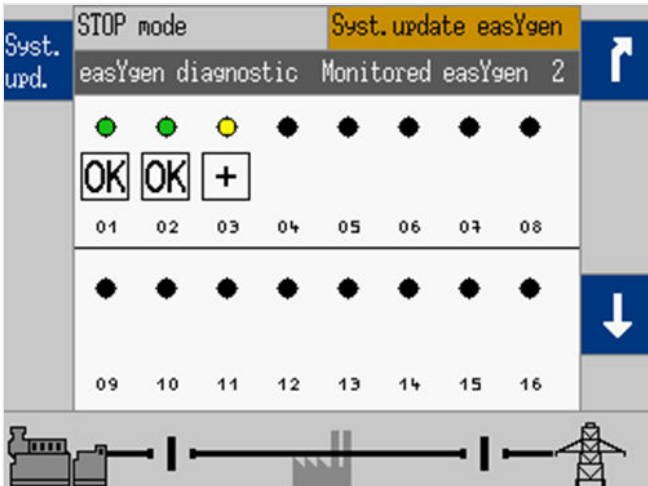 Syst.
upd.
STOP mode
Syst.update easYgen
easYgen diagnostic Monitored easYgen 2
OK OK +
01 02 03 04 05 06 07 08
09 10 11 12 13 14 15 16